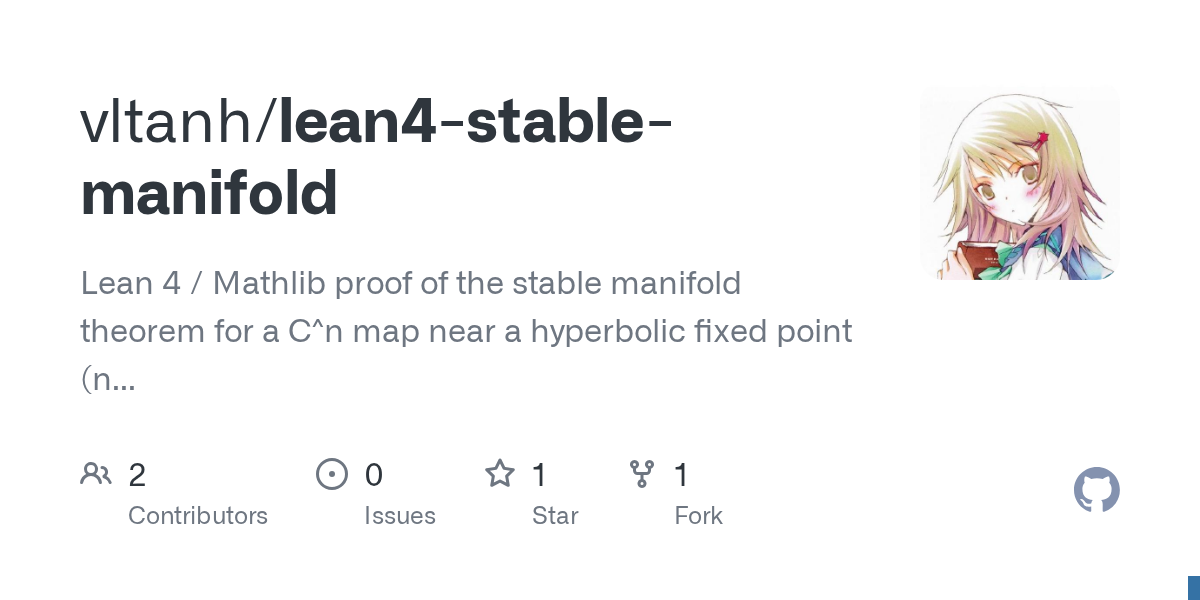 vltanh/lean4-stable-
manifold
Lean 4 / Mathlib proof of the stable manifold
theorem for a C^n map near a hyperbolic fixed point
(n...
2 0 1 1
Contributors Issues Star Fork